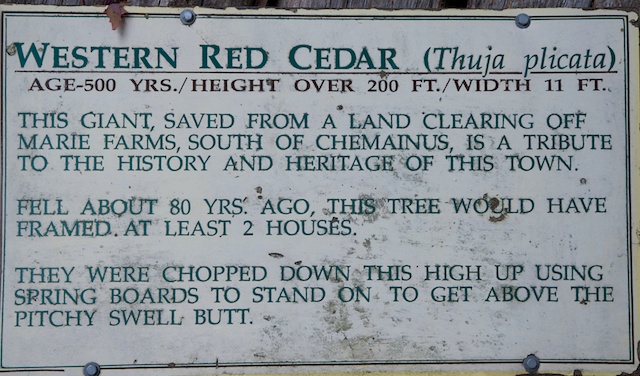 WESTERN RED CEDAR (Thuja plicata)
AGE-500 YRS./HEIGHT OVER 200 FT./WIDTH 11 FT.
THIS GIANT, SAVED FROM A LAND CLEARING OFF
MARIE FARMS, SOUTH OF CHEMAINUS, IS A TRIBUTE
TO THE HISTORY AND HERITAGE OF THIS TOWN.
FELL ABOUT 80 YRS. AGO, THIS TREE WOULD HAVE
FRAMED AT LEAST 2 HOUSES.
THEY WERE CHOPPED DOWN THIS HIGH UP USING
SPRING BOARDS TO STAND ON TO GET ABOVE THE
PITCHY SWELL BUTT.